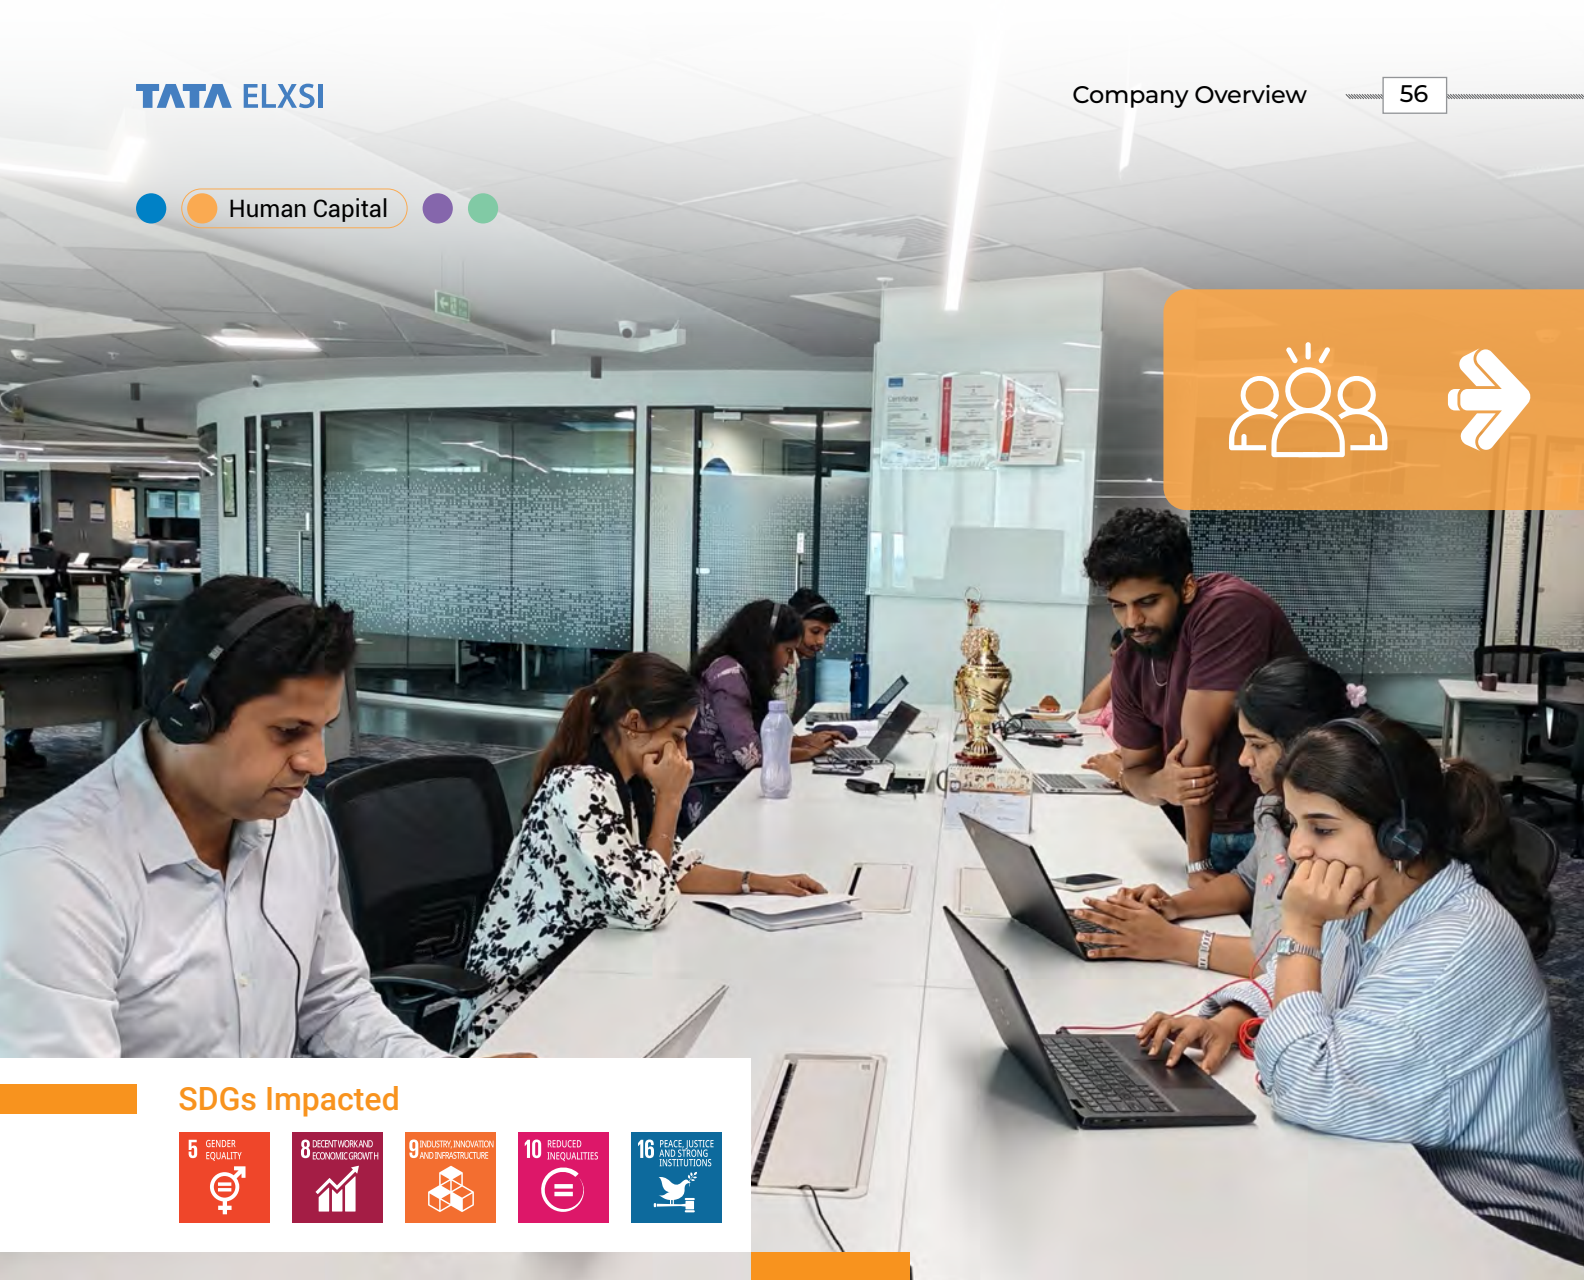 TATA ELXSI
Company Overview
56
Human Capital
Certificate
SDGs Impacted
5 GENDER
EQUALITY
8 DECENT WORK AND
ECONOMIC GROWTH
9 INDUSTRY, INNOVATION
AND INFRASTRUCTURE
10 REDUCED
INEQUALITIES
16 PEACE, JUSTICE
AND STRONG
INSTITUTIONS